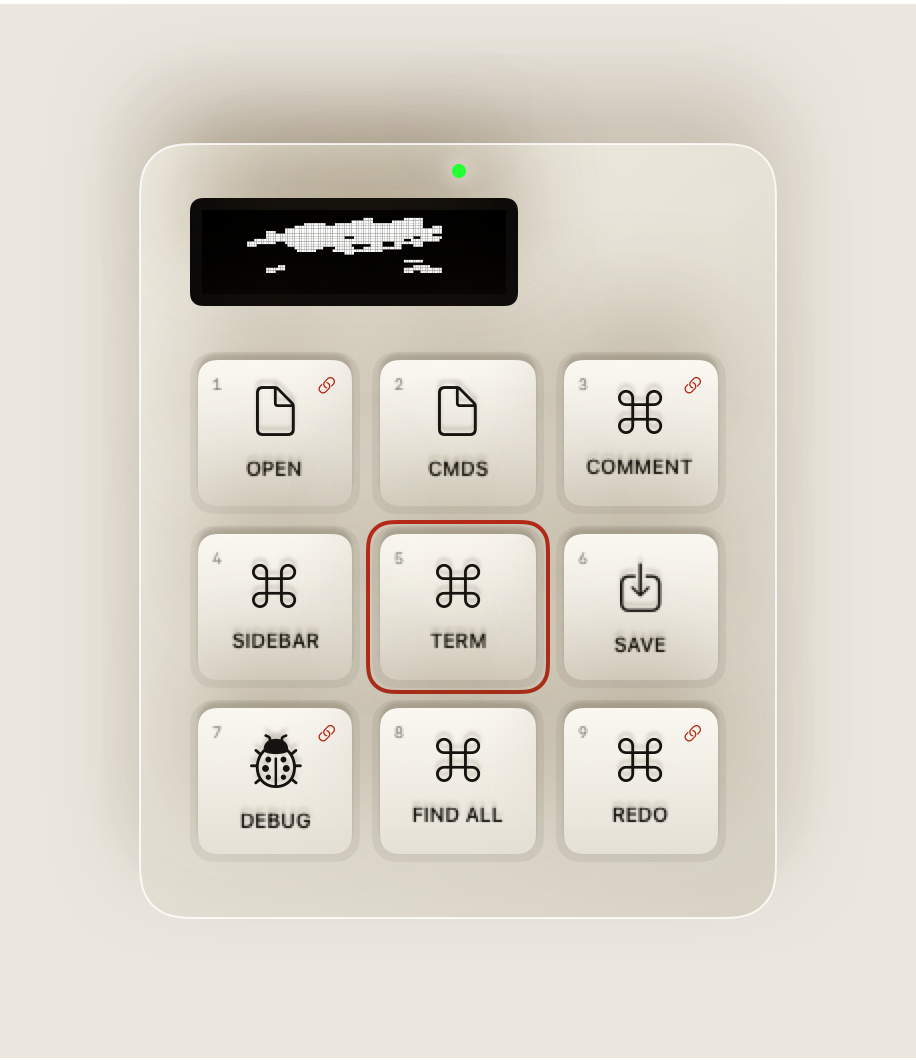 1
OPEN
2
CMDS
3
COMMENT
4
SIDEBAR
5
TERM
6
SAVE
7
DEBUG
8
FIND ALL
9
REDO